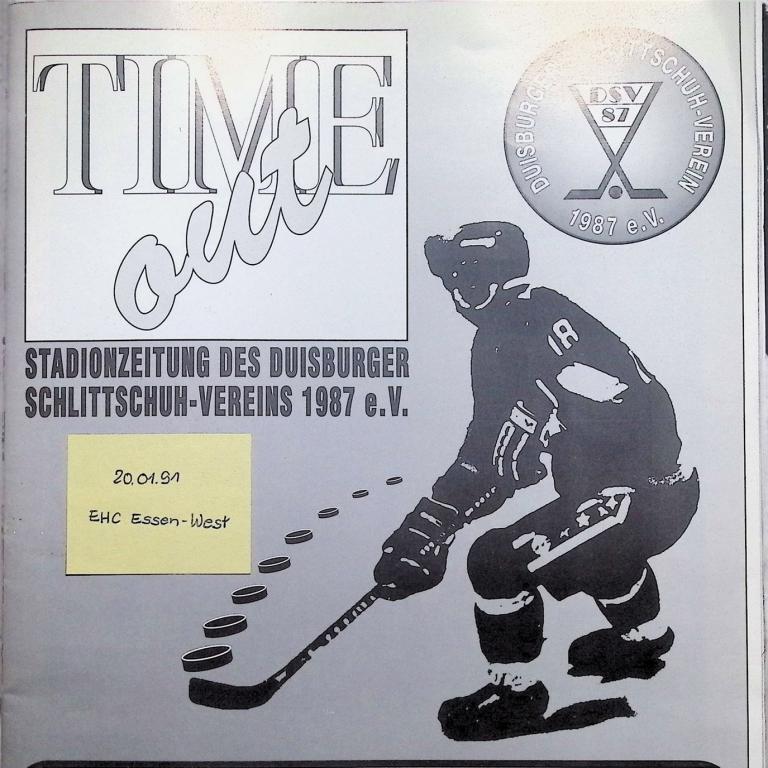 TIME
out
DUISBURGER SCHLITTSCHUH-VEREIN
DSV
87
1987 e.V.
18
STADIONZEITUNG DES DUISBURGER
SCHLITTSCHUH-VEREINS 1987 e.V.
20.01.91
EHC Essen-West